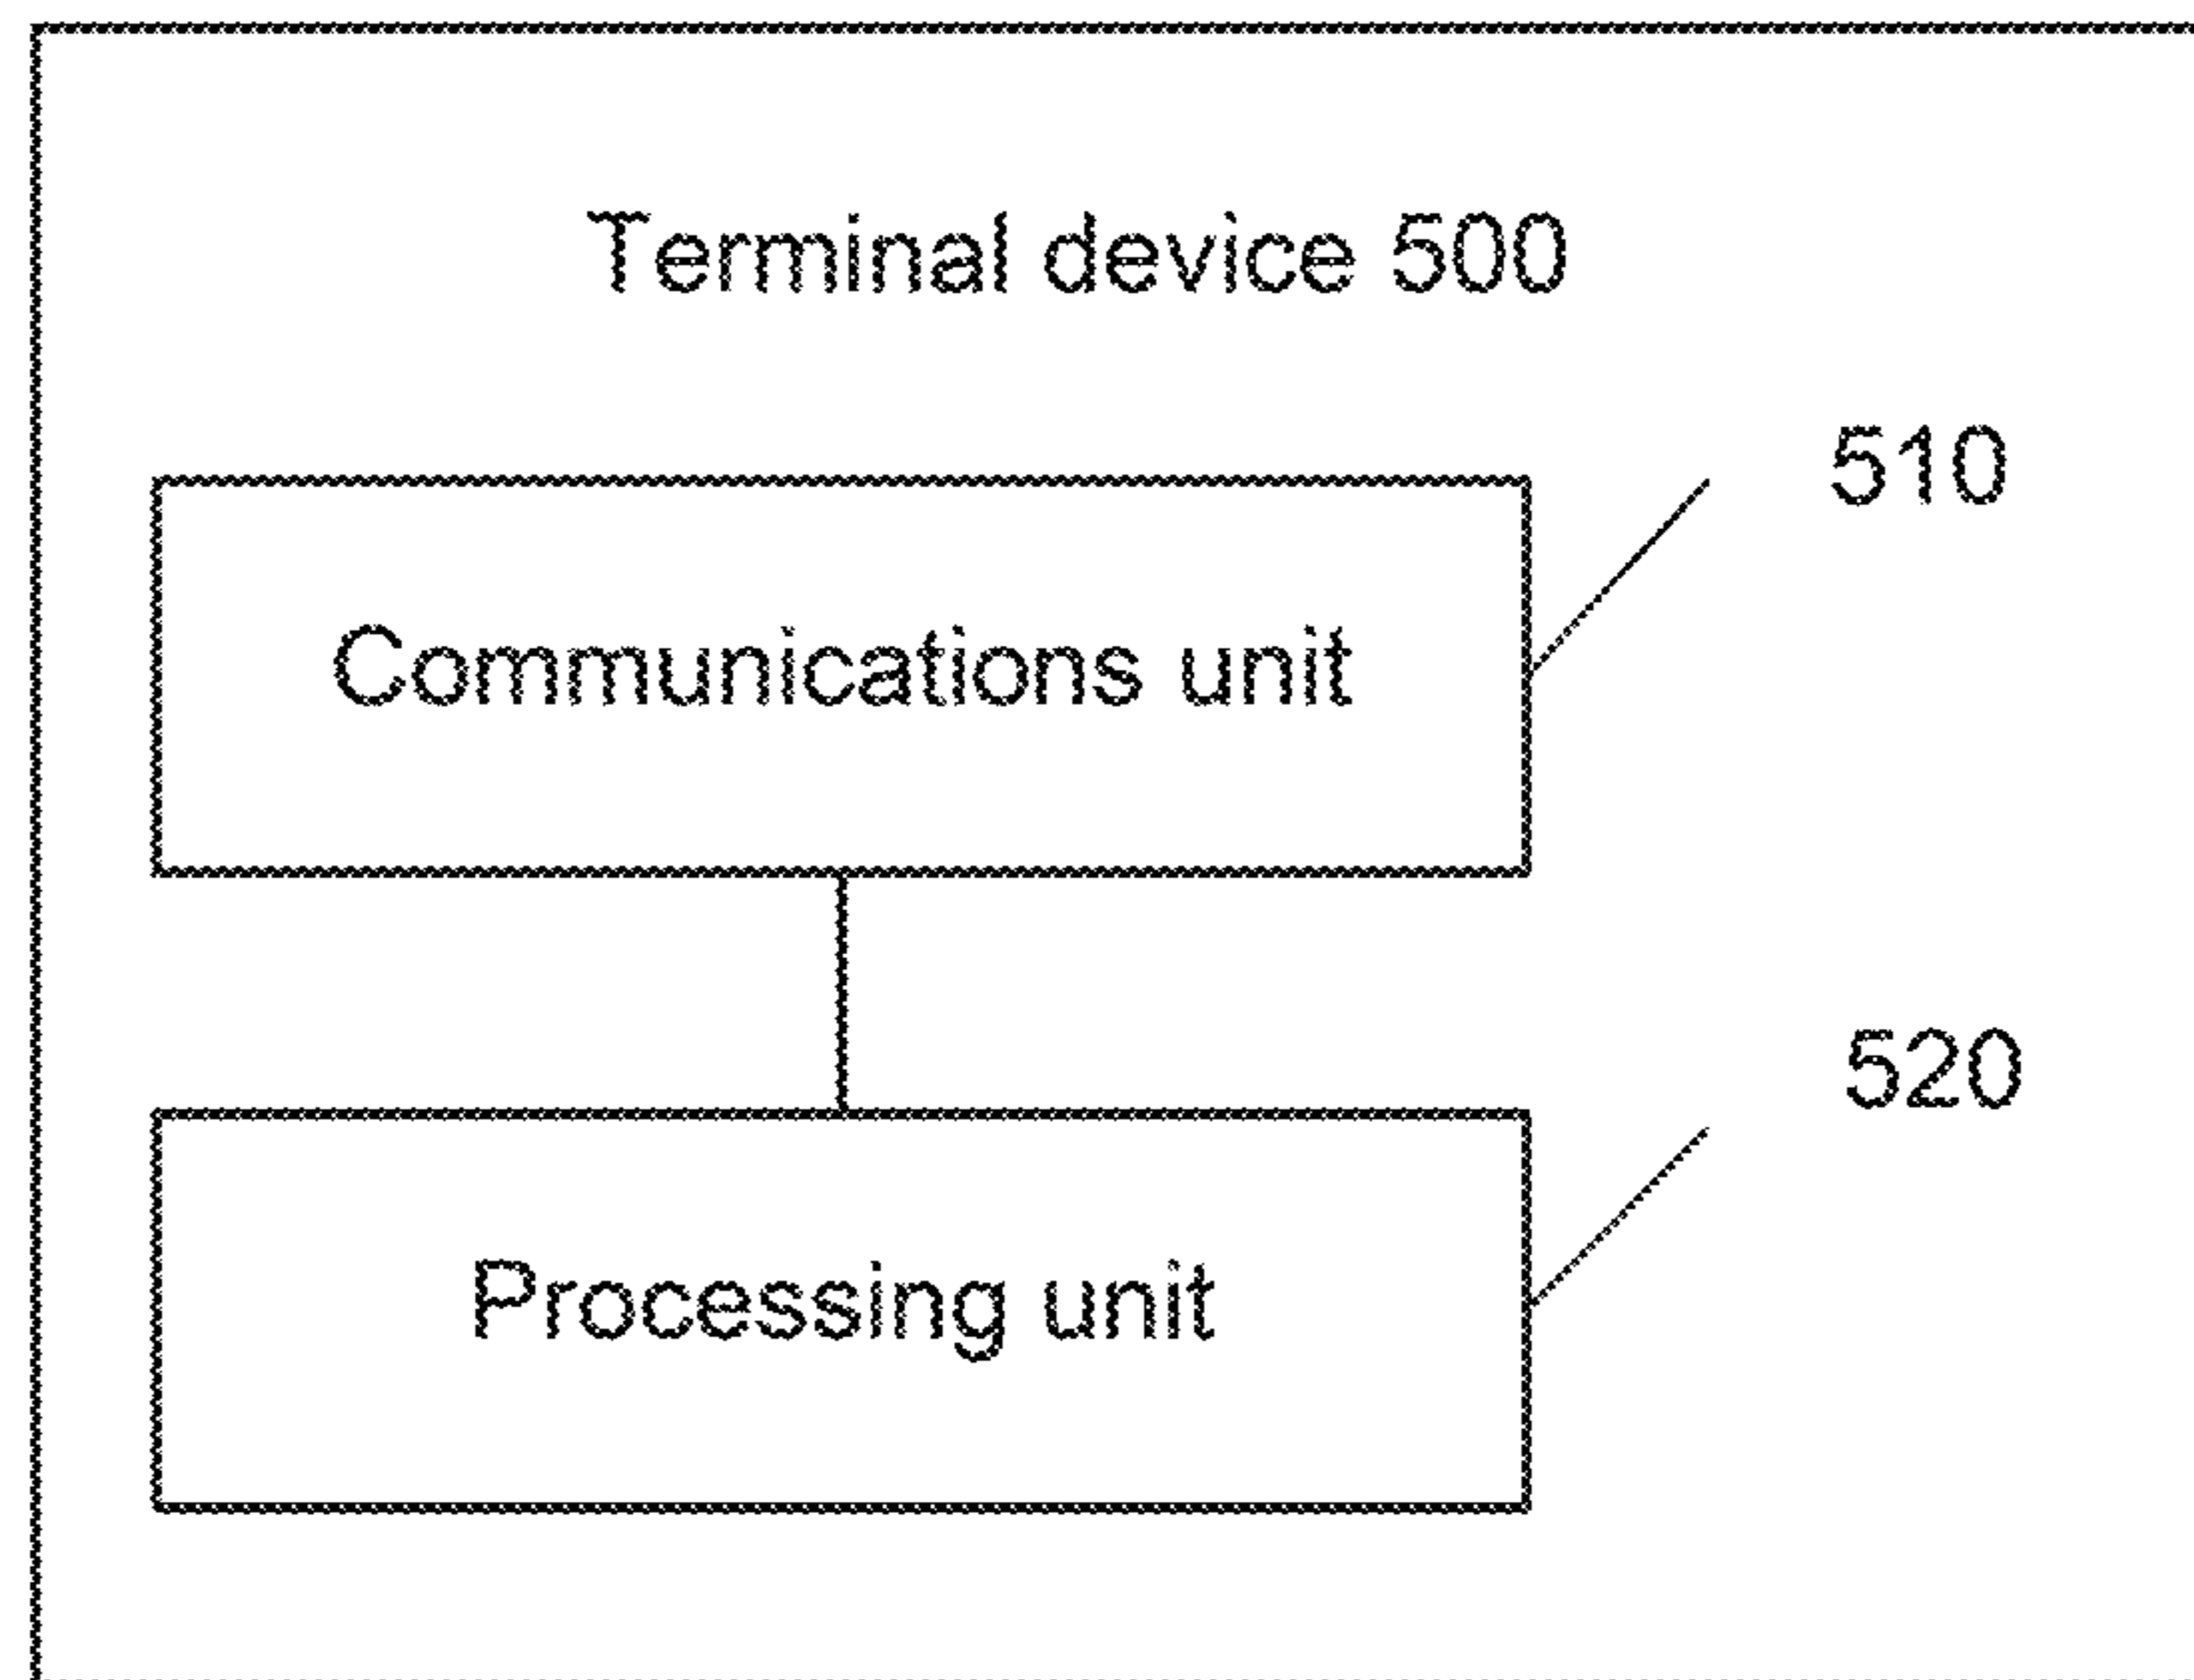 Terminal device 500
510
Communications unit
520
Processing unit